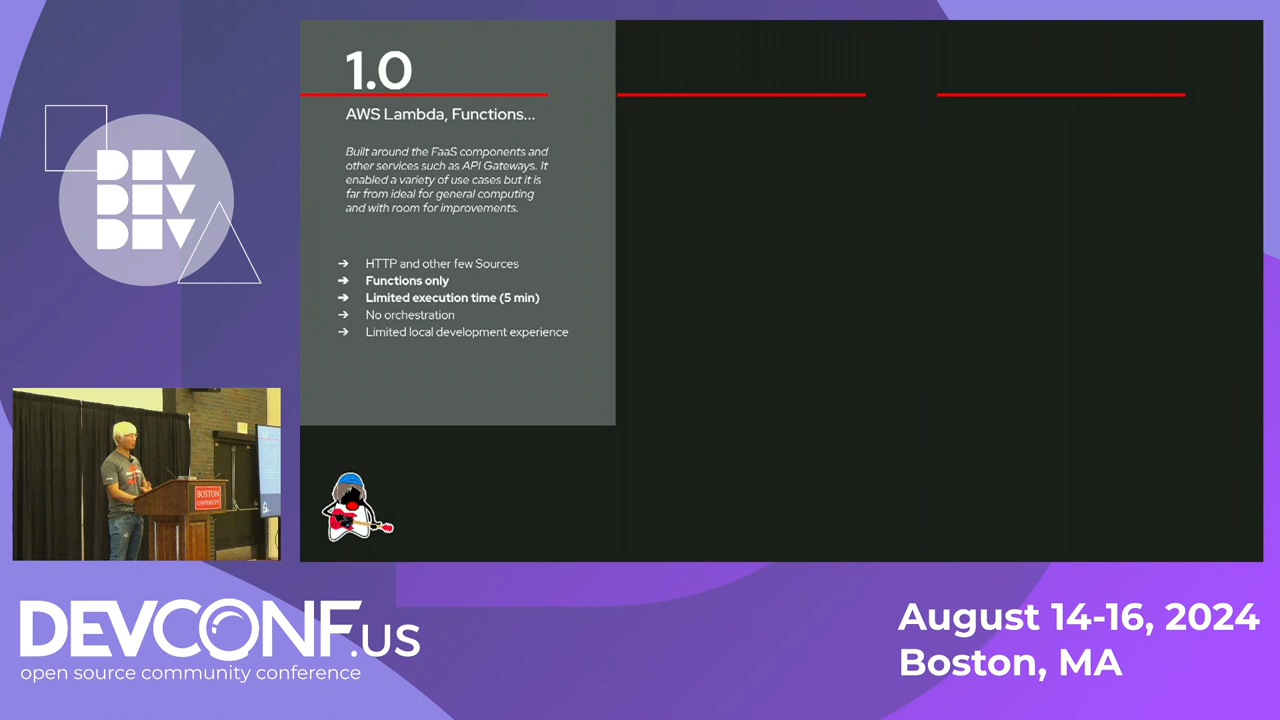 DEV
DEV
DEV
1.0
AWS Lambda, Functions...
Built around the FaaS components and
other services such as API Gateways. It
enabled a variety of use cases but it is
far from ideal for general computing
and with room for improvements.
→ HTTP and other few Sources
→ Functions only
→ Limited execution time (5 min)
→ No orchestration
→ Limited local development experience
BOSTON
UNIVERSITY
DEVCONF.US
open source community conference
August 14-16, 2024
Boston, MA